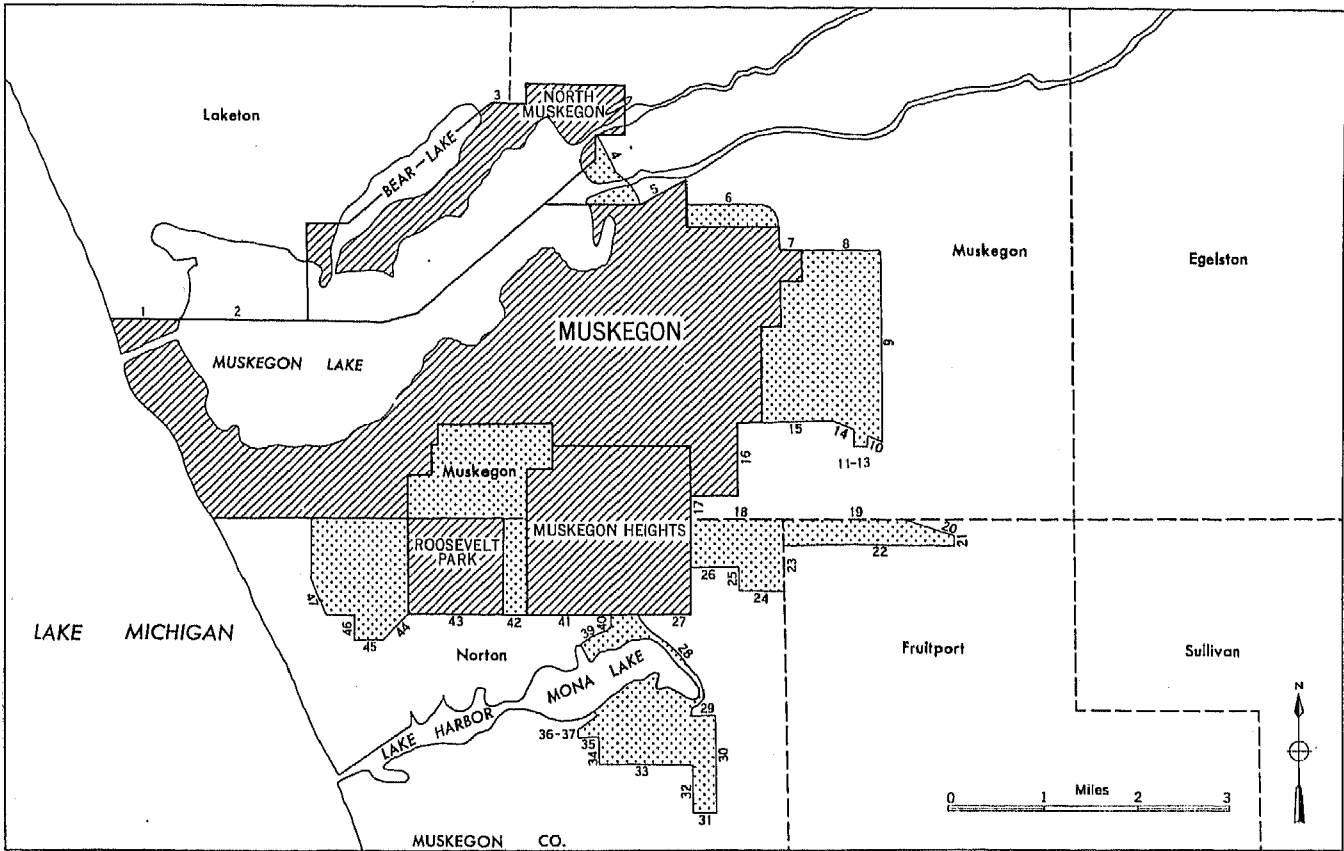 3
NORTH
MUSKEGON
Laketon
4
BEAR LAKE
5
6
7
8
Muskegon
Egelston
1
2
MUSKEGON
MUSKEGON LAKE
9
15
14
10
11-13
16
Muskegon
17
18
19
20
21
22
MUSKEGON HEIGHTS
ROOSEVELT
PARK
26
25
23
24
47
46
45
44
43
42
41
40
27
39
28
LAKE MICHIGAN
Norton
Fruitport
Sullivan
MONA LAKE
LAKE HARBOR
29
36-37
35
34
33
30
32
31
N
0 1 Miles 2 3
MUSKEGON CO.